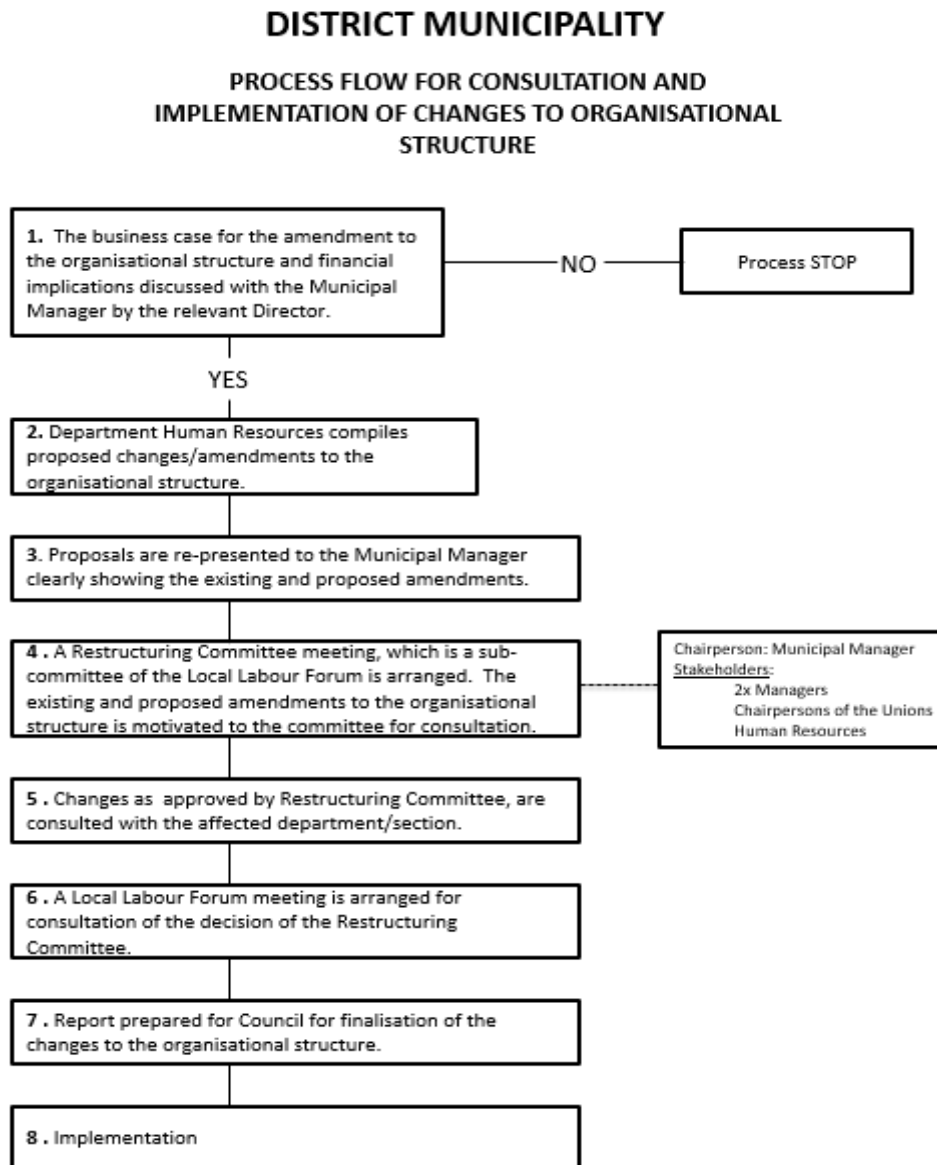 DISTRICT MUNICIPALITY
PROCESS FLOW FOR CONSULTATION AND
IMPLEMENTATION OF CHANGES TO ORGANISATIONAL
STRUCTURE
1. The business case for the amendment to
the organisational structure and financial
implications discussed with the Municipal
Manager by the relevant Director.
NO
Process STOP
YES
2. Department Human Resources compiles
proposed changes/amendments to the
organisational structure.
3. Proposals are re-presented to the Municipal Manager
clearly showing the existing and proposed amendments.
4 . A Restructuring Committee meeting, which is a sub-
committee of the Local Labour Forum is arranged. The
existing and proposed amendments to the organisational
structure is motivated to the committee for consultation.
Chairperson: Municipal Manager
Stakeholders:
2x Managers
Chairpersons of the Unions
Human Resources
5 . Changes as approved by Restructuring Committee, are
consulted with the affected department/section.
6 . A Local Labour Forum meeting is arranged for
consultation of the decision of the Restructuring
Committee.
7 . Report prepared for Council for finalisation of the
changes to the organisational structure.
8 . Implementation